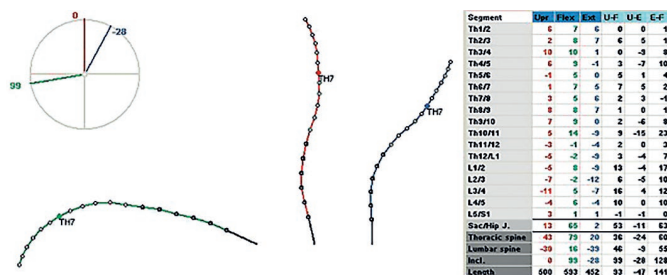 0
-28
99
TH7
TH7
TH7
Segment Upr Flex Ext U-F U-E E-F
Th1/2 6 7 6 0 0 1
Th2/3 2 8 7 6 5 1
Th3/4 10 10 1 0 -9
Th4/5 6 9 -1 3 -7 10
Th5/6 -1 5 0 5 1 4
Th6/7 1 7 5 7 5 2
Th7/8 3 5 6 2 3 -1
Th8/9 8 8 7 1 0 1
Th9/10 7 9 0 2 -6 8
Th10/11 5 14 -9 9 -15 23
Th11/12 -3 -1 -4 2 0 3
Th12/L1 -5 -2 -9 3 -4
L1/2 -5 8 -9 13 -4 17
L2/3 -7 -2 -12 6 -5 10
L3/4 -11 5 -7 16 4 12
L4/5 -4 6 -4 10 0 10
L5/S1 3 1 1 -1 -1
Sac/Hip J. 13 65 2 53 -11 63
Thoracic spine 43 79 20 36 -24 60
Lumbar spine -39 16 -39 46 -9 55
Incl. 0 99 -28 99 -28 128
Length 500 593 452 33 -47 141